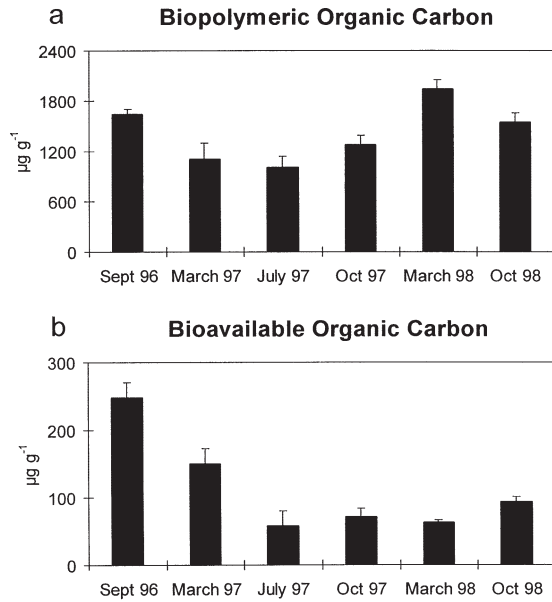 a
Biopolymeric Organic Carbon
µg g-1
2400
1800
1200
600
0
Sept 96 March 97 July 97 Oct 97 March 98 Oct 98
b
Bioavailable Organic Carbon
µg g-1
300
200
100
0
Sept 96 March 97 July 97 Oct 97 March 98 Oct 98